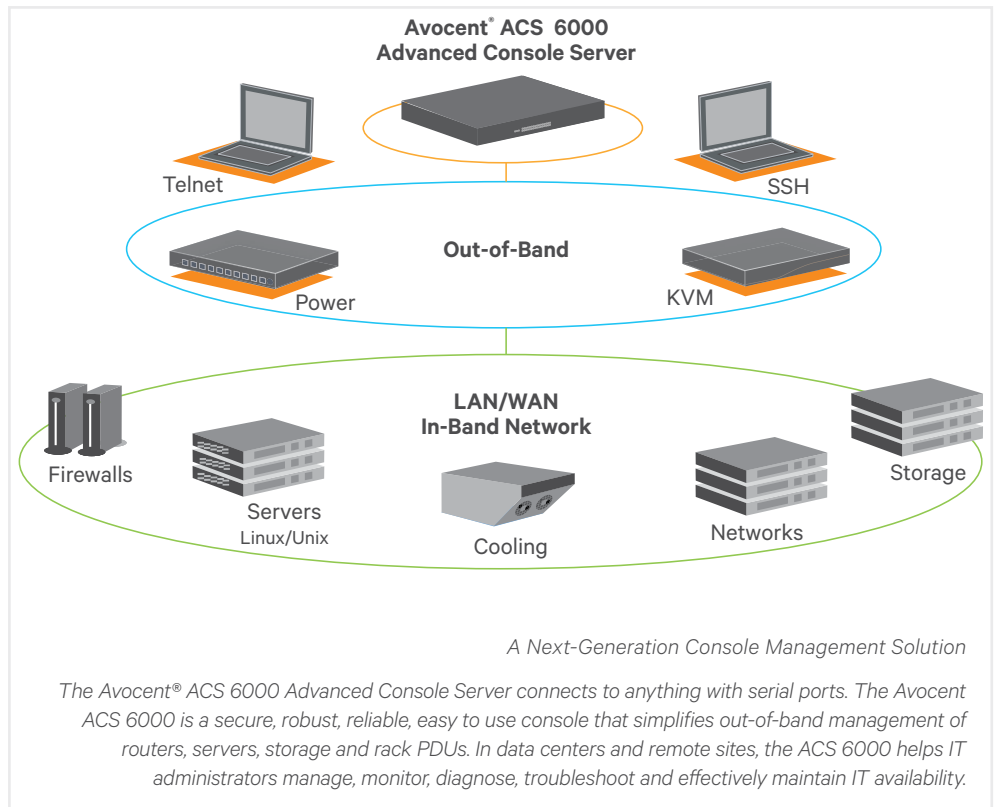 Avocent® ACS 6000
Advanced Console Server
Telnet
SSH
Out-of-Band
Power
KVM
LAN/WAN
In-Band Network
Firewalls
Storage
Servers
Linux/Unix
Networks
Cooling
A Next-Generation Console Management Solution
The Avocent® ACS 6000 Advanced Console Server connects to anything with serial ports. The Avocent
ACS 6000 is a secure, robust, reliable, easy to use console that simplifies out-of-band management of
routers, servers, storage and rack PDUs. In data centers and remote sites, the ACS 6000 helps IT
administrators manage, monitor, diagnose, troubleshoot and effectively maintain IT availability.